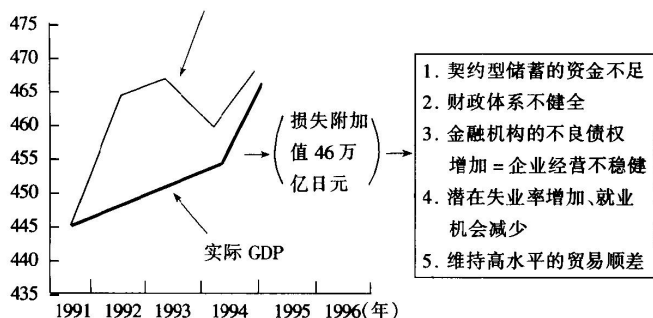 480
475
470
465
460
455
450
445
440
435
1991 1992 1993 1994 1995 1996(年)
实际 GDP
损失附加
值 46 万
亿日元
1. 契约型储蓄的资金不足
2. 财政体系不健全
3. 金融机构的不良债权
增加=企业经营不稳健
4. 潜在失业率增加、就业
机会减少
5. 维持高水平的贸易顺差